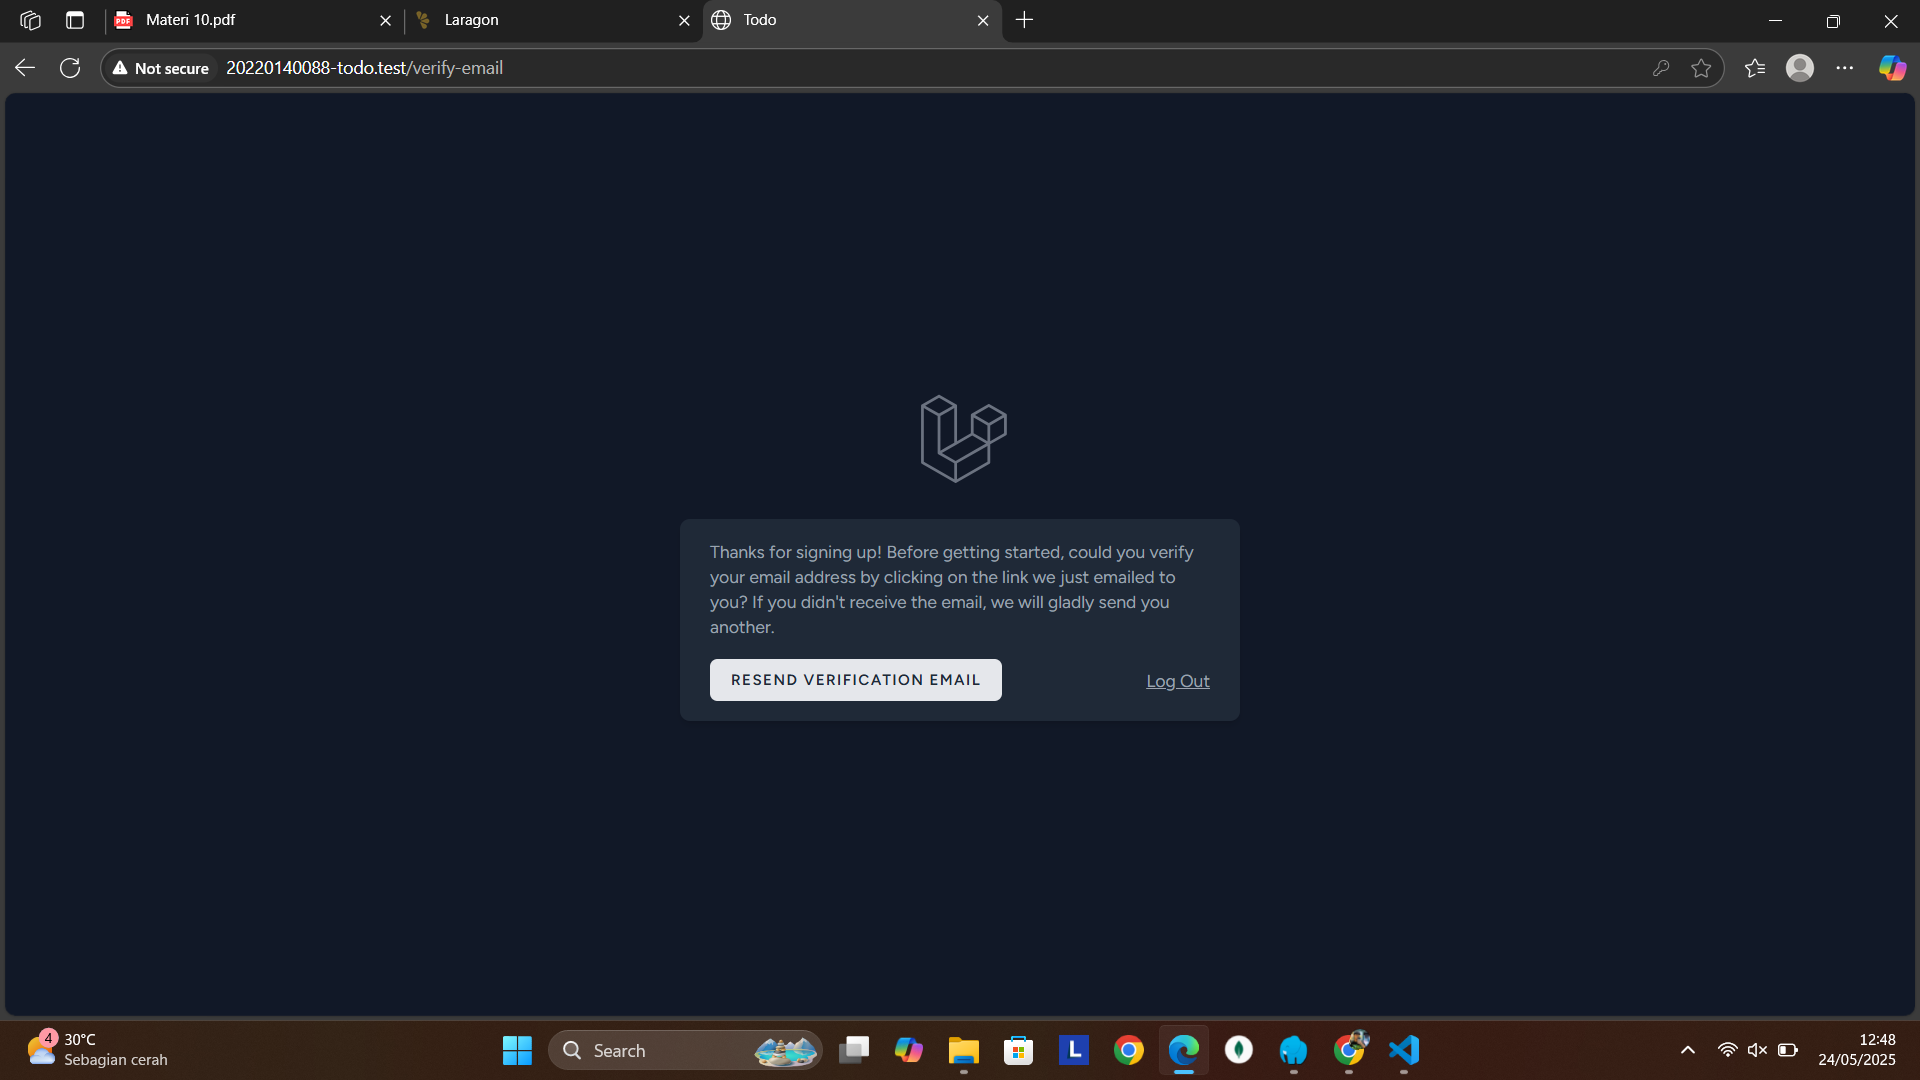 Materi 10.pdf
Laragon
Todo
Not secure
20220140088-todo.test/verify-email
Thanks for signing up! Before getting started, could you verify
your email address by clicking on the link we just emailed to
you? If you didn't receive the email, we will gladly send you
another.
RESEND VERIFICATION EMAIL
Log Out
4
30°C
Sebagian cerah
Search
L
12:48
24/05/2025